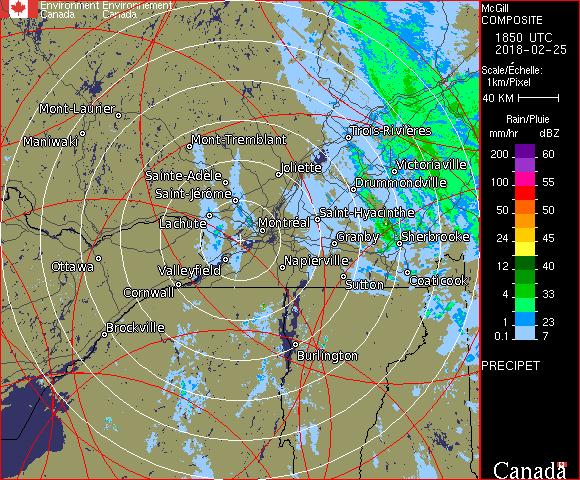 Environment Environnement
Canada Canada
McGill
COMPOSITE
1850 UTC
2018-02-25
Scale/Échelle:
1km/Pixel
40 KM
Rain/Pluie
mm/hr dBZ
200 60
100 55
50 50
24 45
12 40
4 33
1 23
0.1 7
PRECIPET
Canada
Mont-Laurier
Maniwaki
Mont-Tremblant
Trois-Rivières
Joliette
Victoriaville
Sainte-Adèle
Drummondville
Saint-Jérôme
Saint-Hyacinthe
Lachute
Montréal
Granby
Sherbrooke
Ottawa
Valleyfield
Napierville
Cornwall
Sutton
Coaticook
Brockville
Burlington